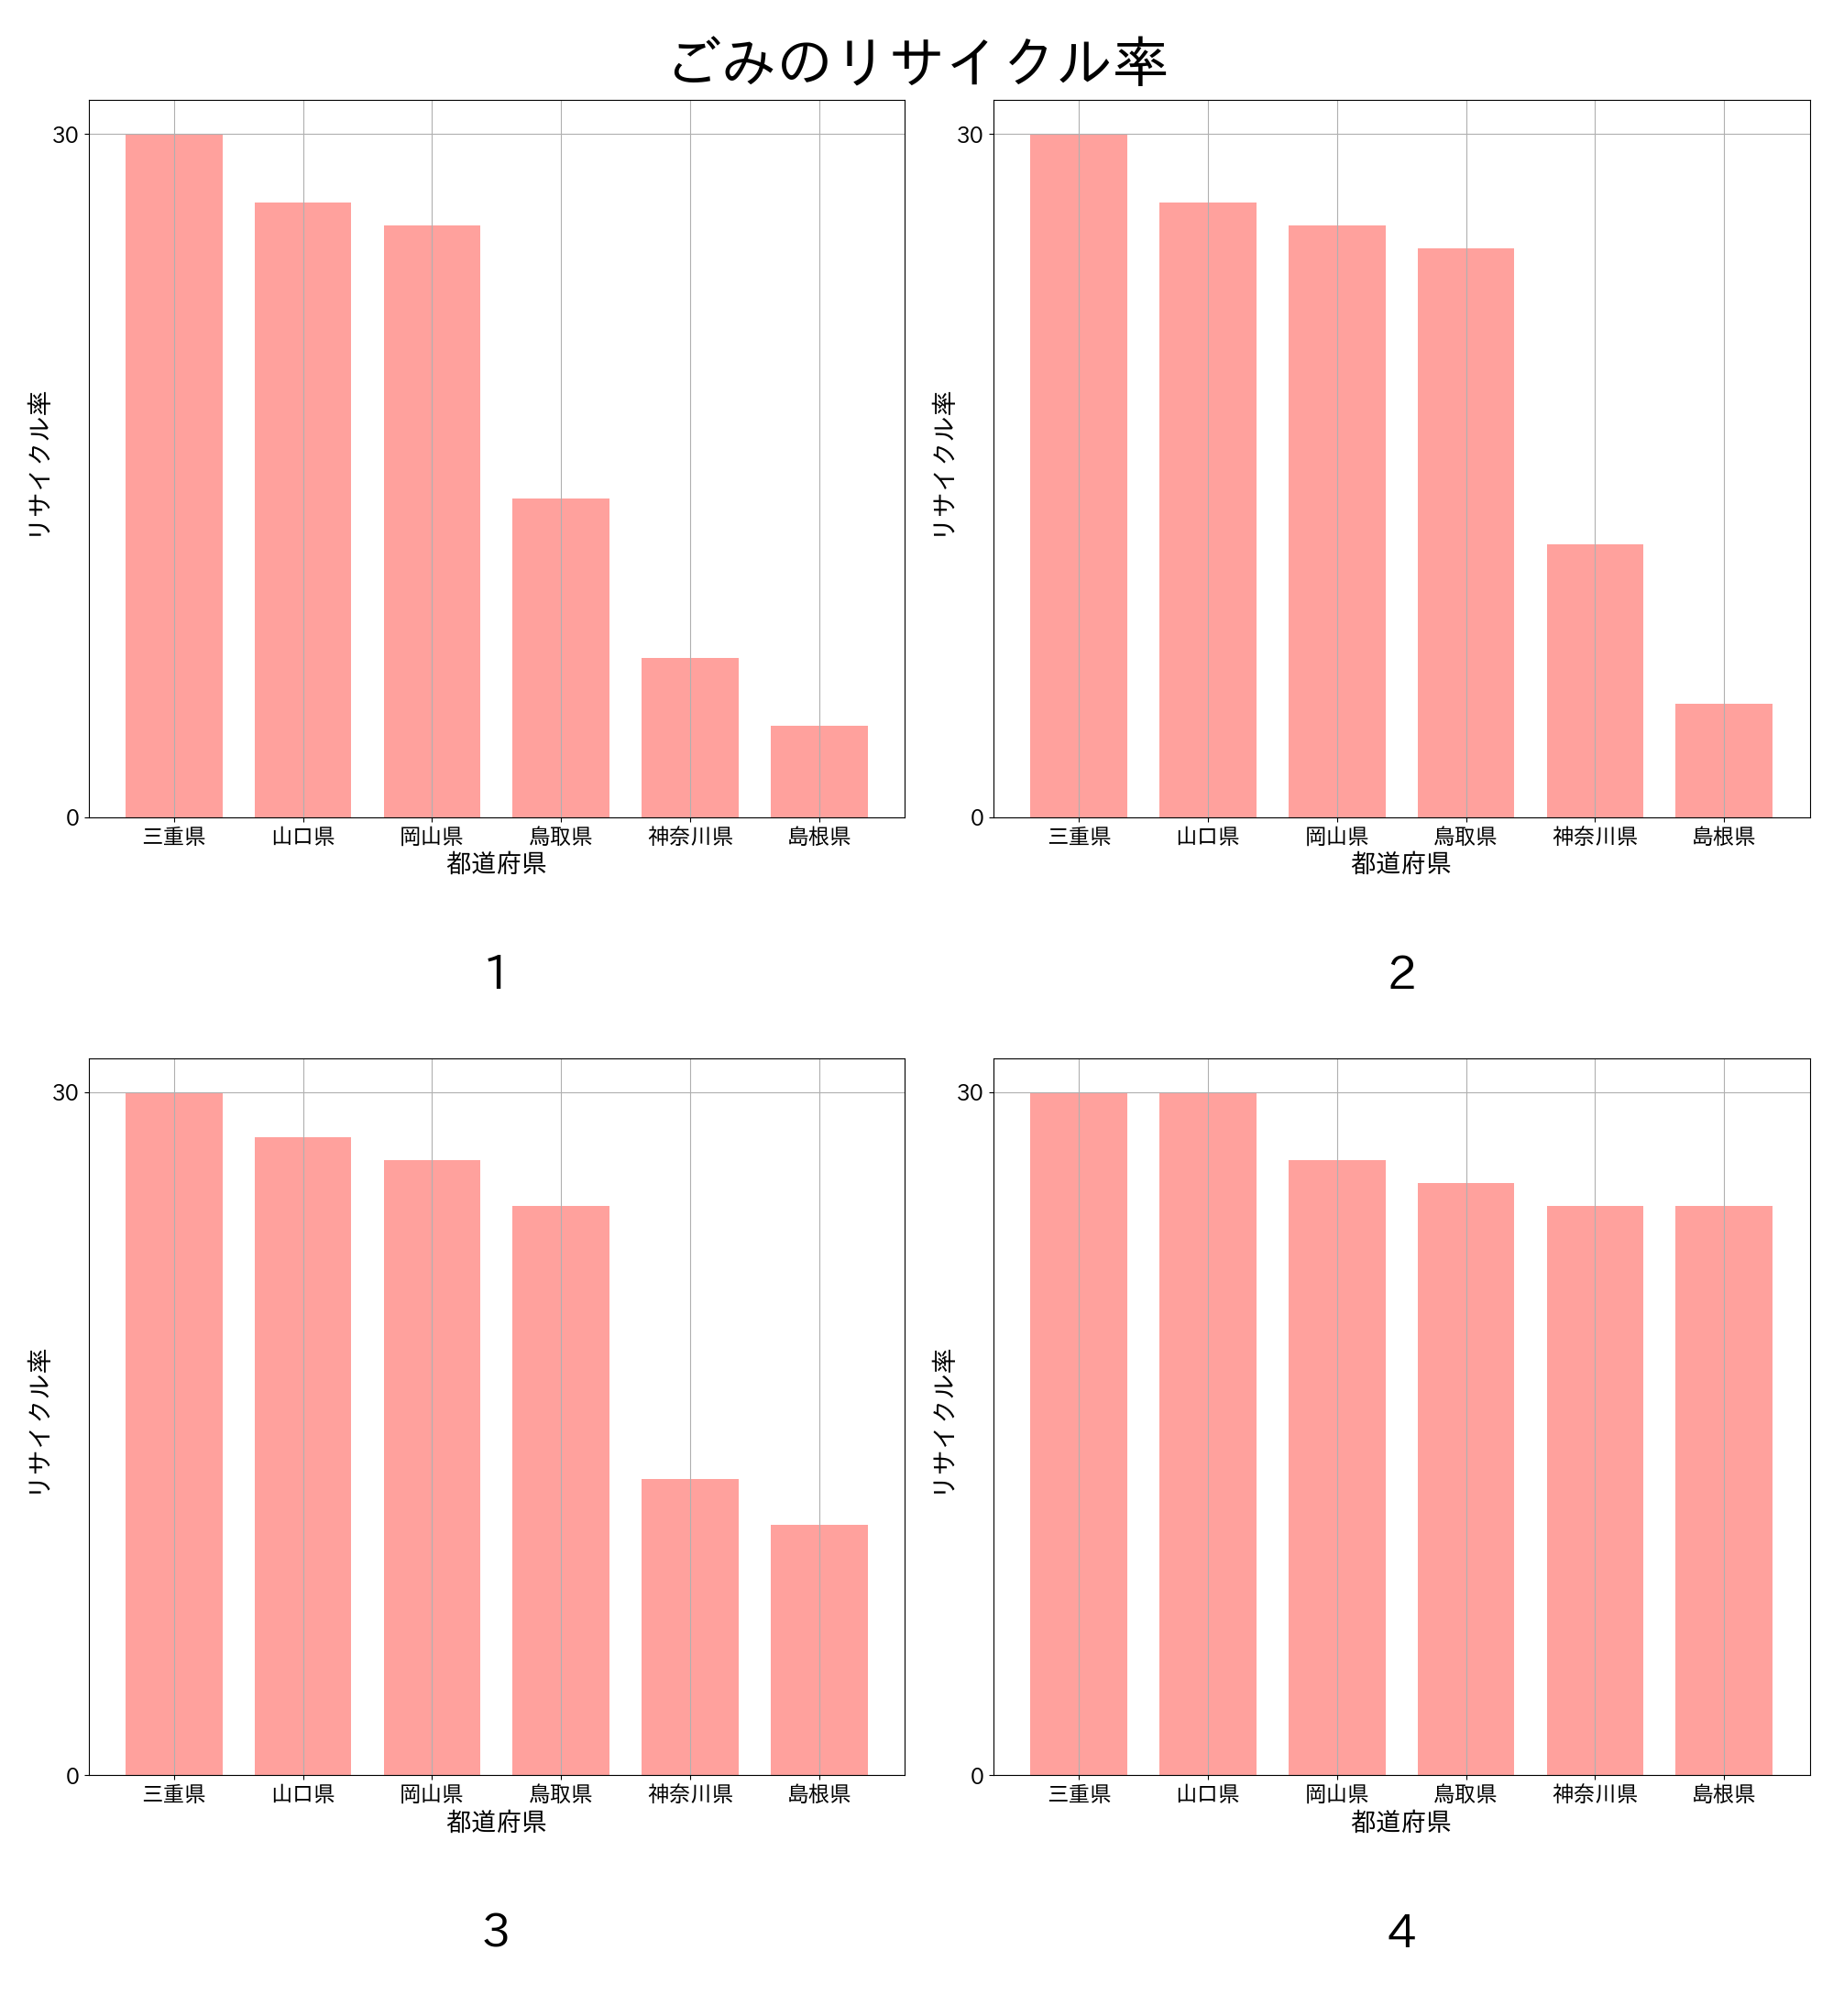 ごみのリサイクル率
30
0
リサイクル率
三重県 山口県 岡山県 鳥取県 神奈川県 島根県
都道府県
1
30
0
リサイクル率
三重県 山口県 岡山県 鳥取県 神奈川県 島根県
都道府県
2
30
0
リサイクル率
三重県 山口県 岡山県 鳥取県 神奈川県 島根県
都道府県
3
30
0
リサイクル率
三重県 山口県 岡山県 鳥取県 神奈川県 島根県
都道府県
4